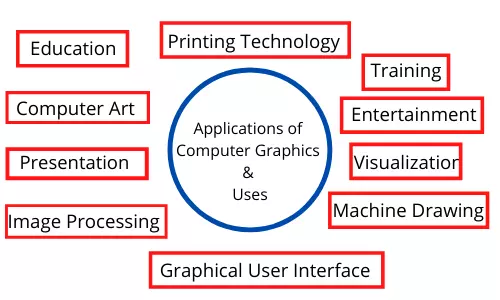 Education
Printing Technology
Training
Computer Art
Entertainment
Applications of
Computer Graphics
&
Uses
Presentation
Visualization
Image Processing
Machine Drawing
Graphical User Interface